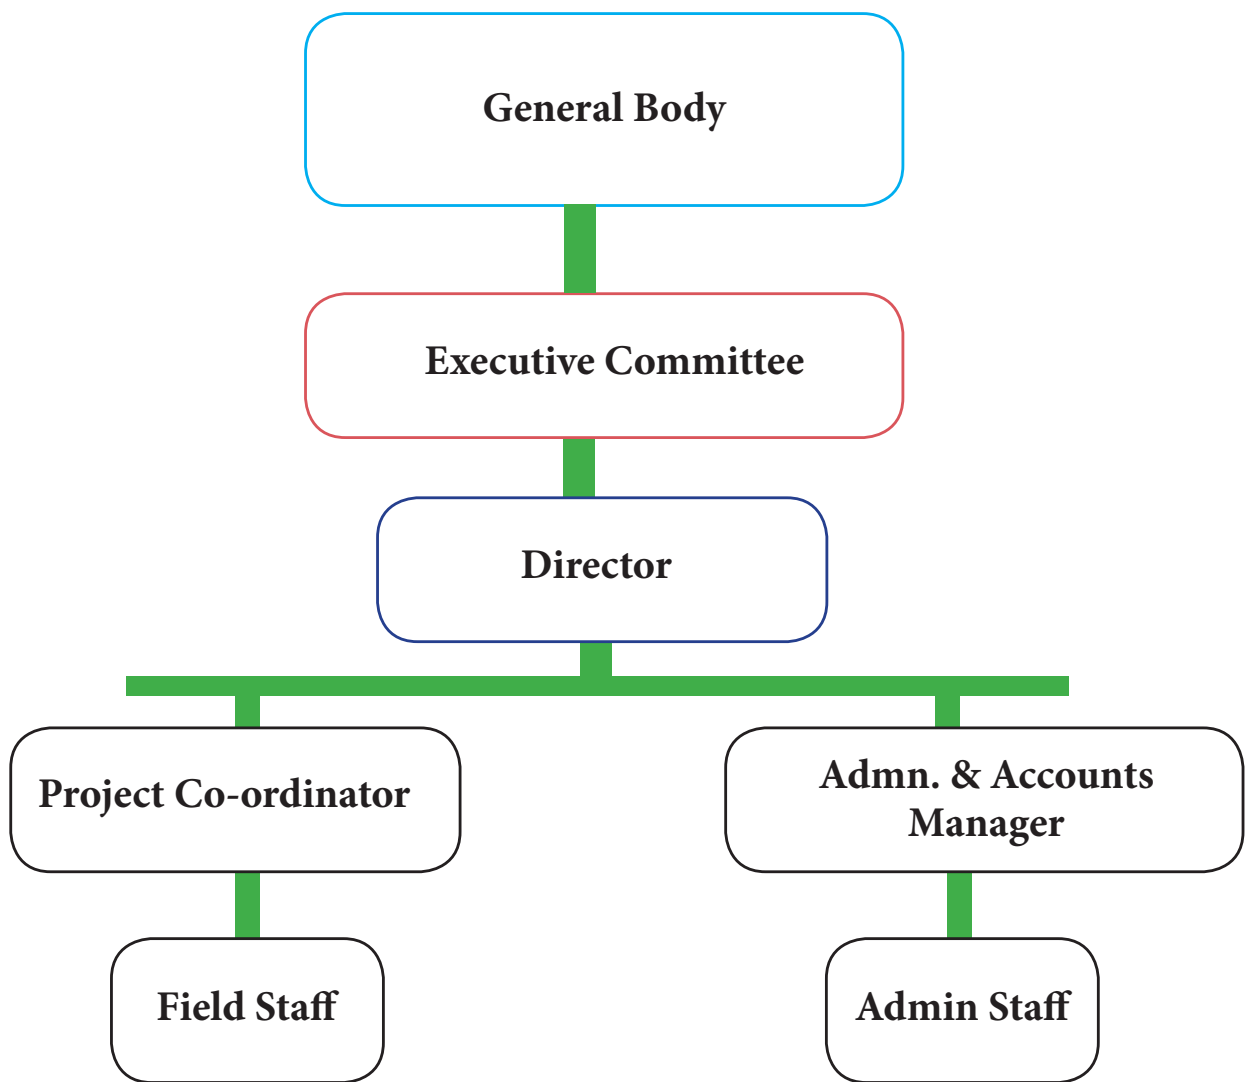 General Body
Executive Committee
Director
Project Co-ordinator
Admn. & Accounts
Manager
Field Staff
Admin Staff